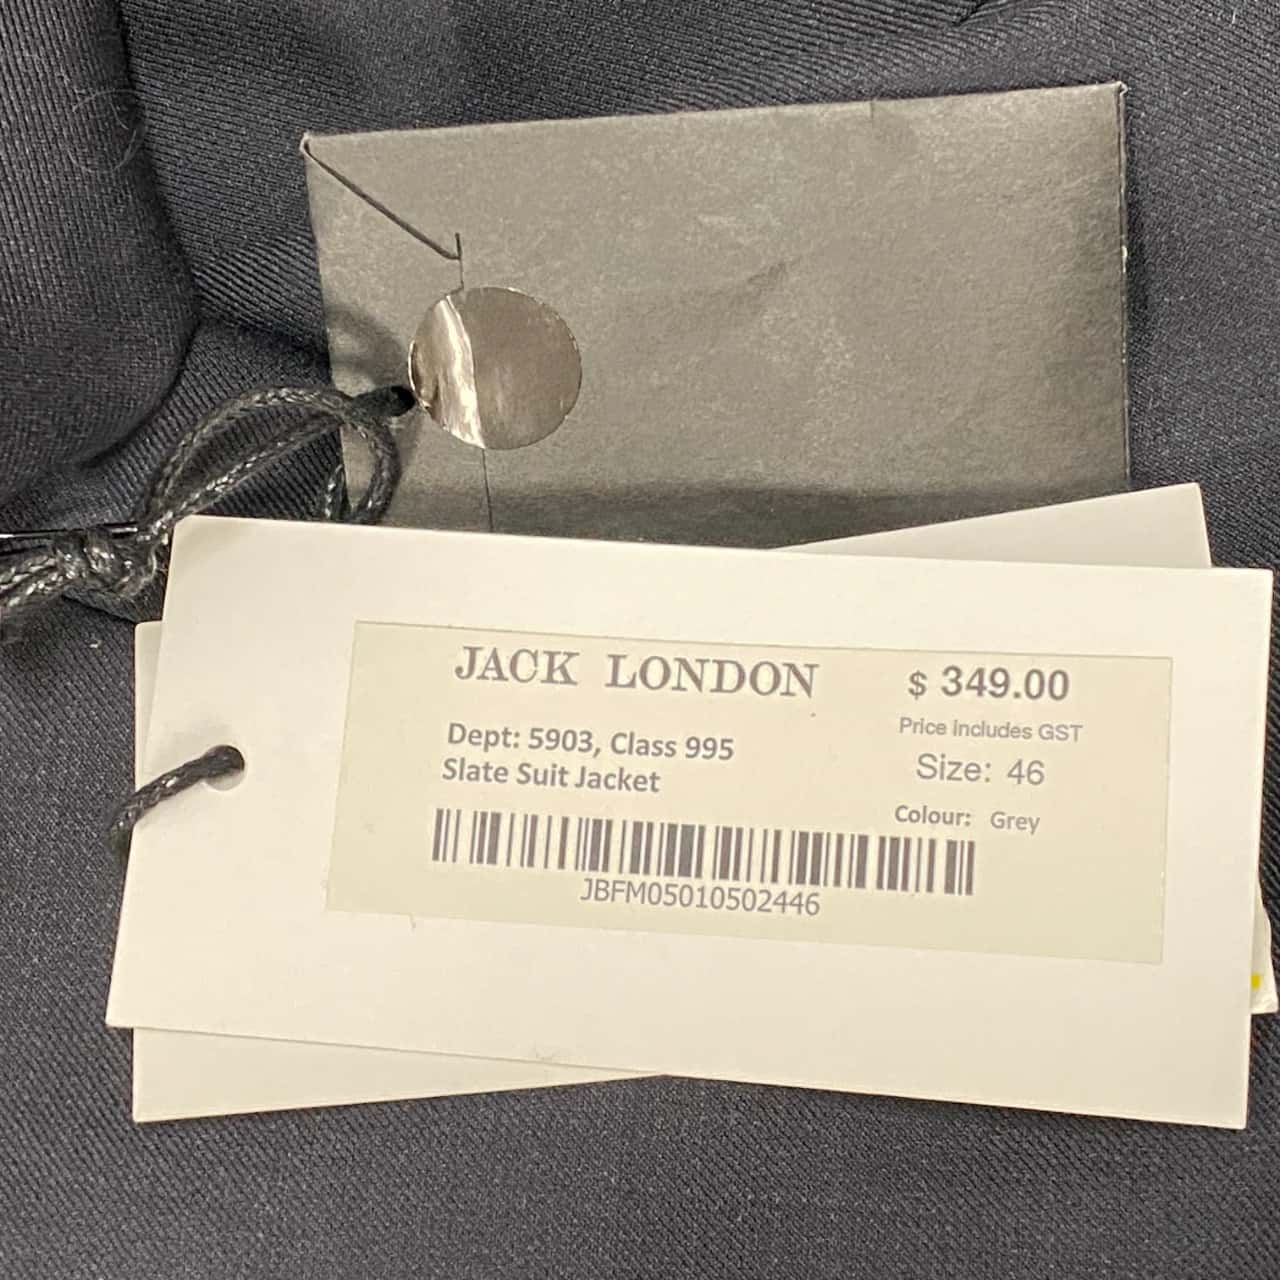 JACK LONDON
$ 349.00
Price includes GST
Dept: 5903, Class 995
Size: 46
Slate Suit Jacket
Colour: Grey
JBFM05010502446